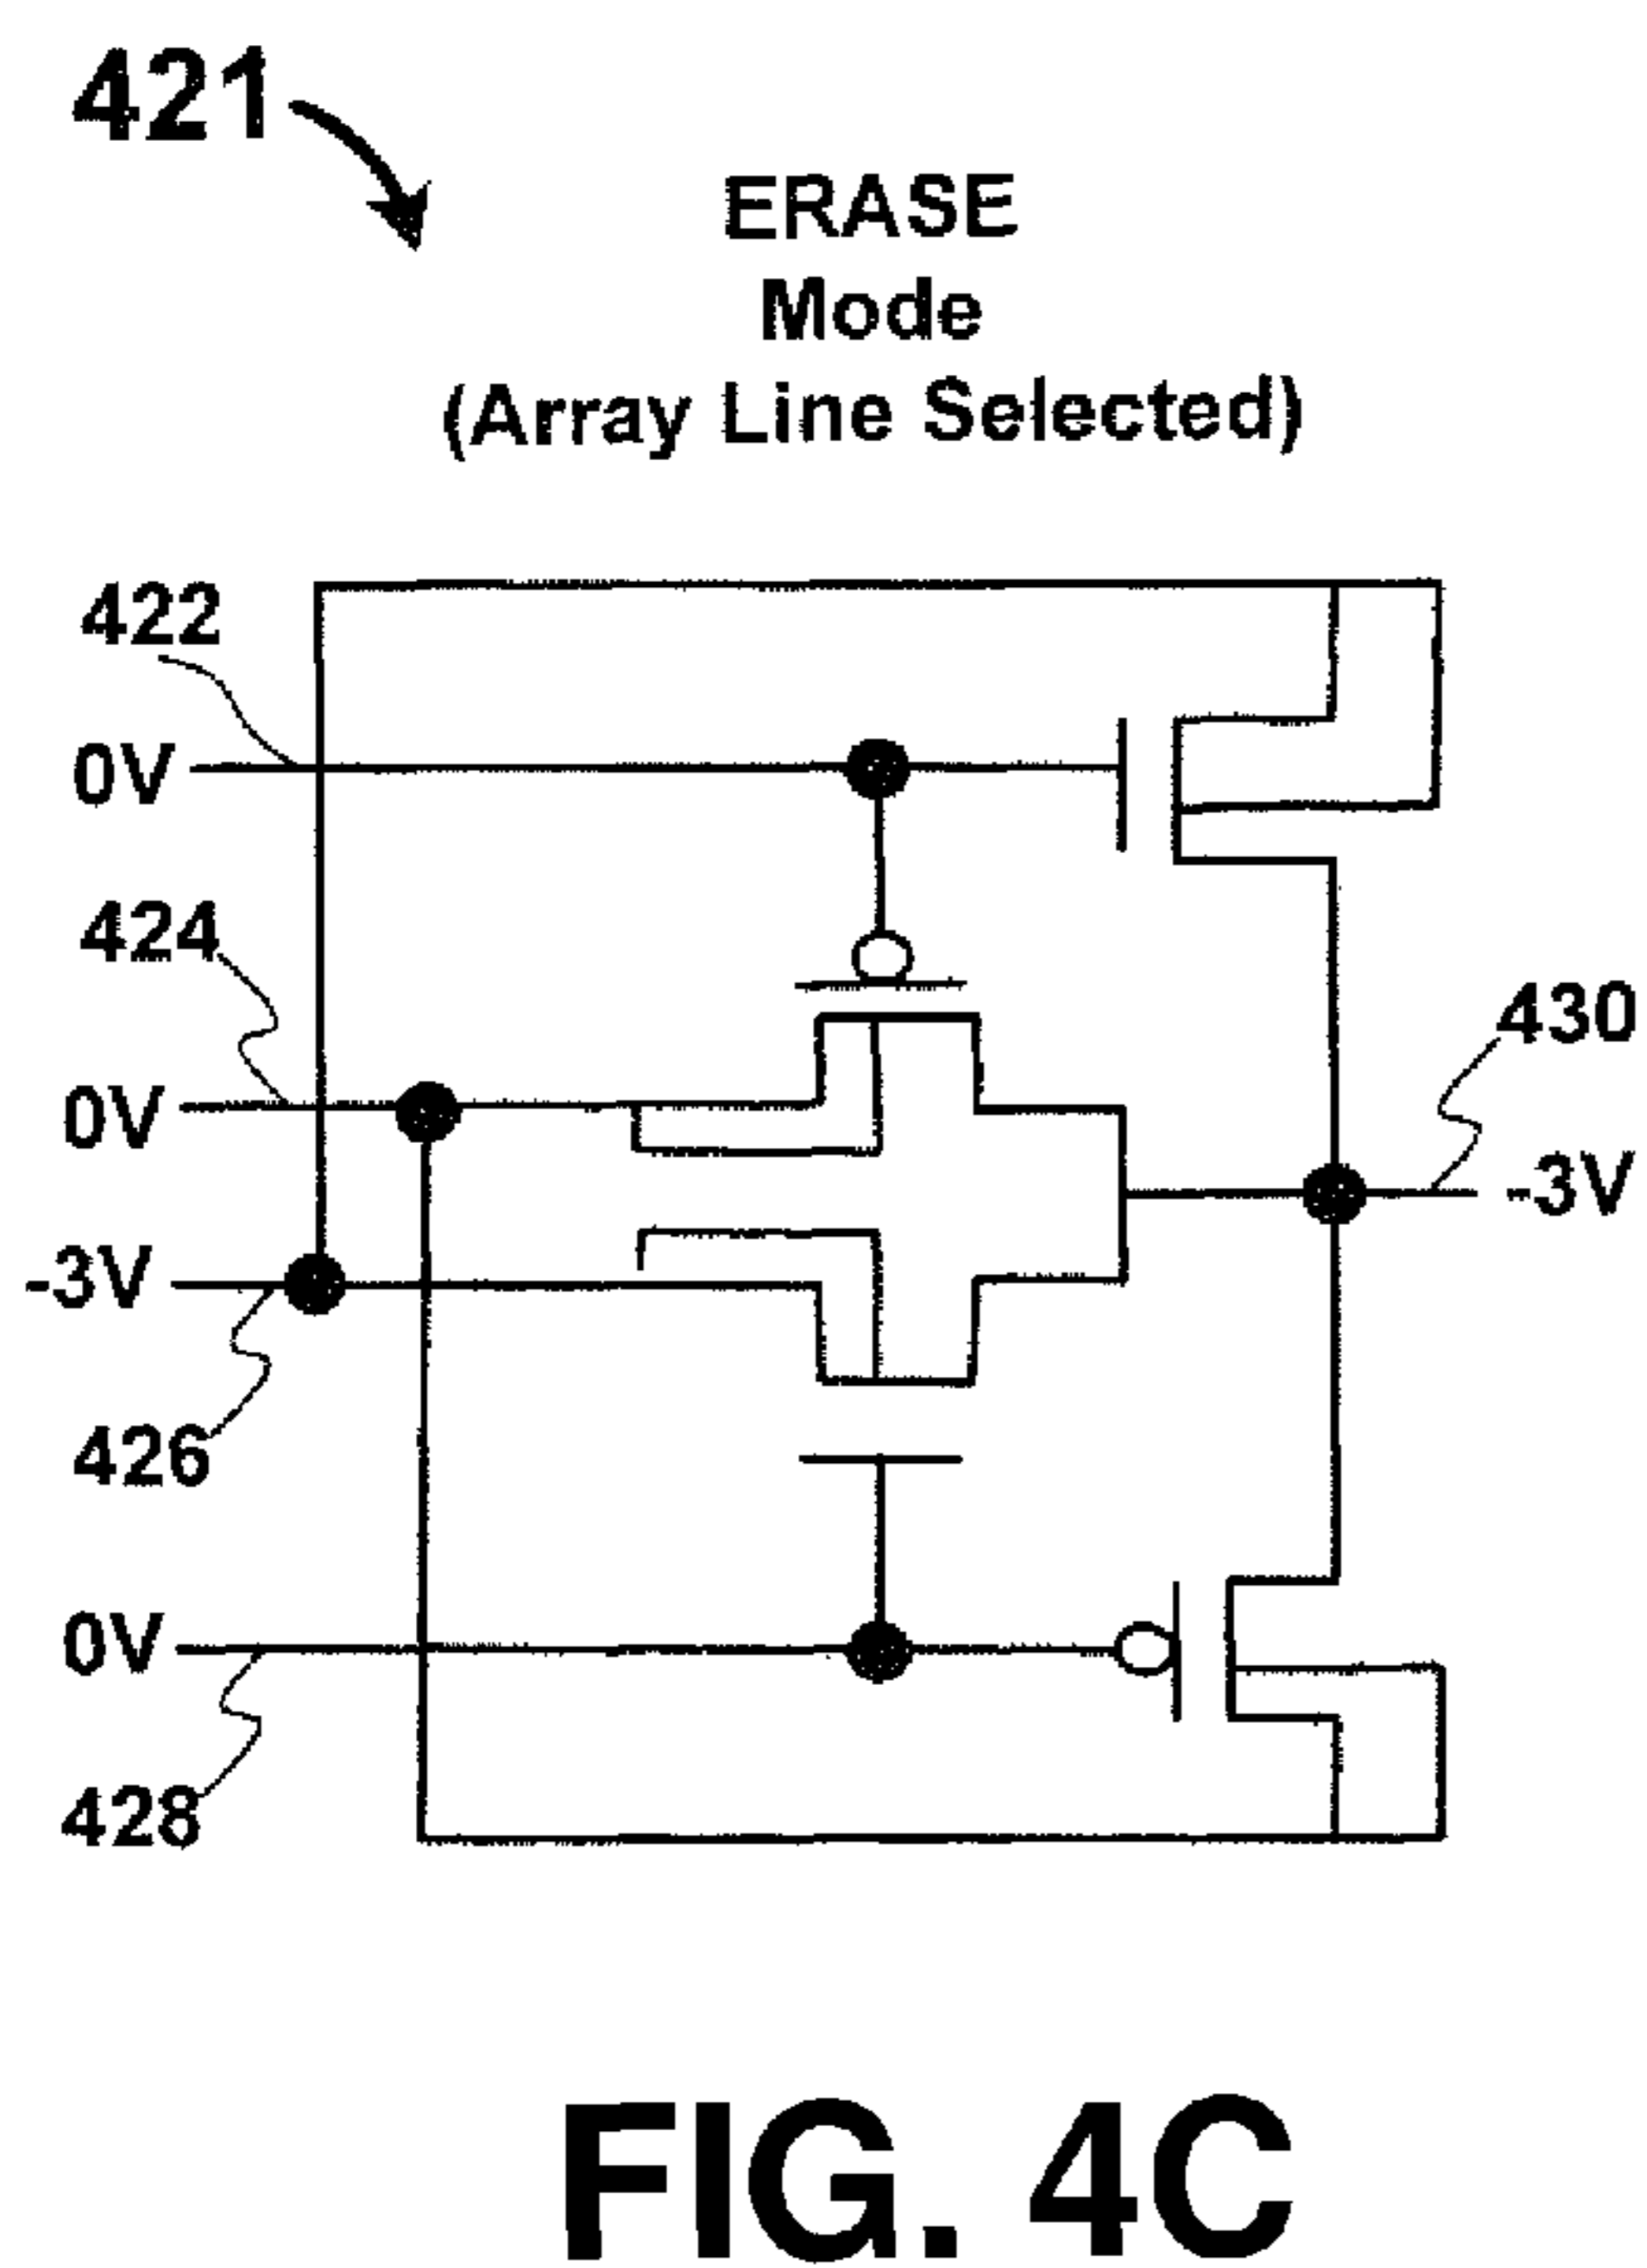 421
ERASE
Mode
(Array Line Selected)
422
0V
424
0V
430
-3V
-3V
426
0V
428
FIG. 4C